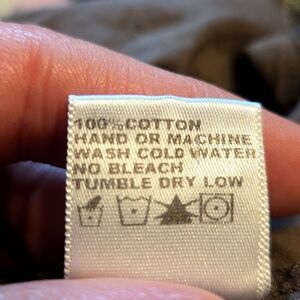 100% COTTON
HAND OR MACHINE
WASH COLD WATER
NO BLEACH
TUMBLE DRY LOW